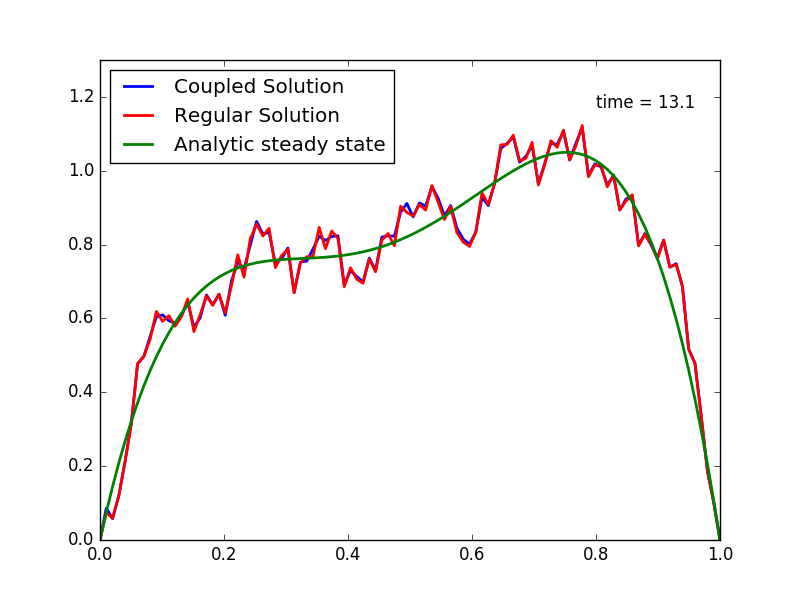 Coupled Solution
Regular Solution
Analytic steady state
time = 13.1
1.2
1.0
0.8
0.6
0.4
0.2
0.0
0.0 0.2 0.4 0.6 0.8 1.0